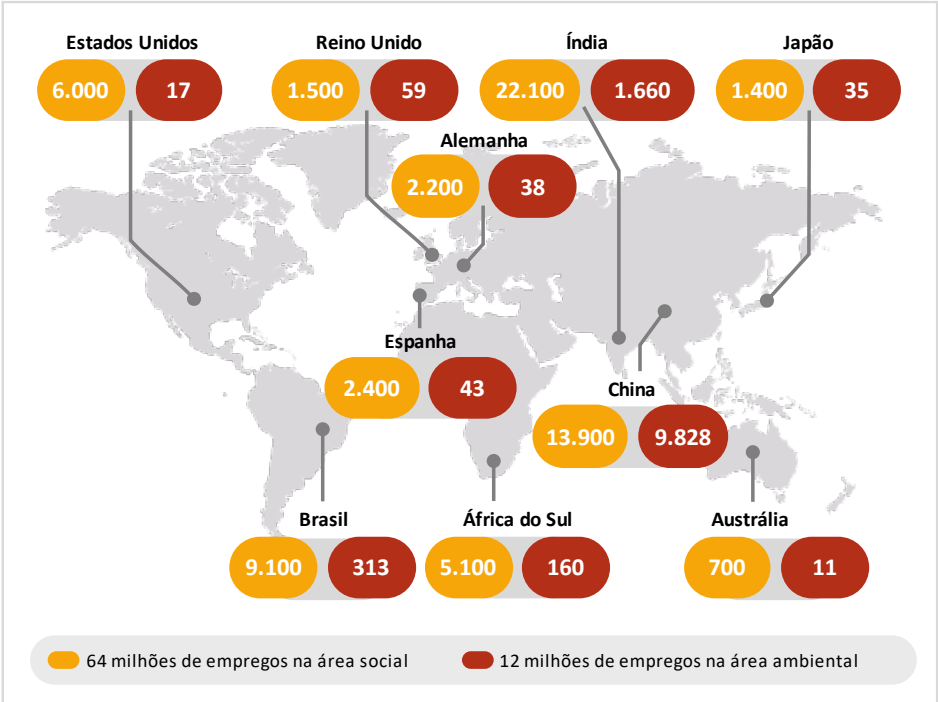 Estados Unidos
6.000 17
Reino Unido
1.500 59
Índia
22.100 1.660
Japão
1.400 35
Alemanha
2.200 38
Espanha
2.400 43
China
13.900 9.828
Brasil
9.100 313
África do Sul
5.100 160
Austrália
700 11
64 milhões de empregos na área social
12 milhões de empregos na área ambiental